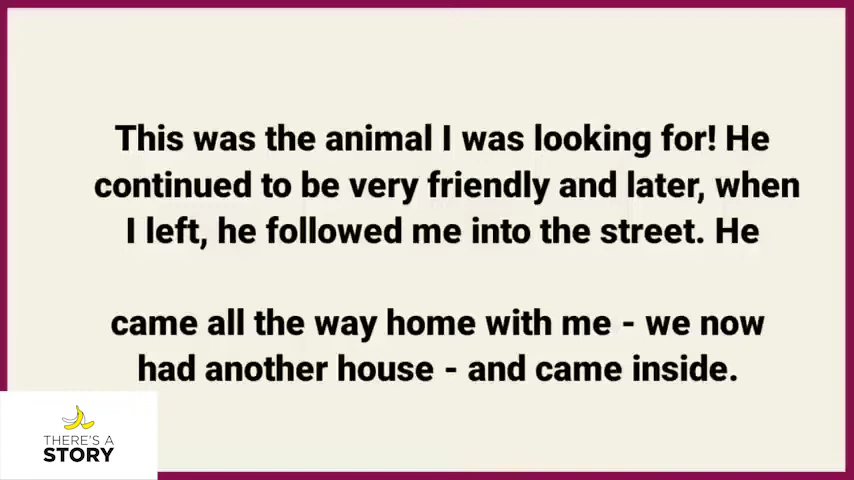 This was the animal I was looking for! He
continued to be very friendly and later, when
I left, he followed me into the street. He
came all the way home with me - we now
had another house - and came inside.
THERE'S A
STORY